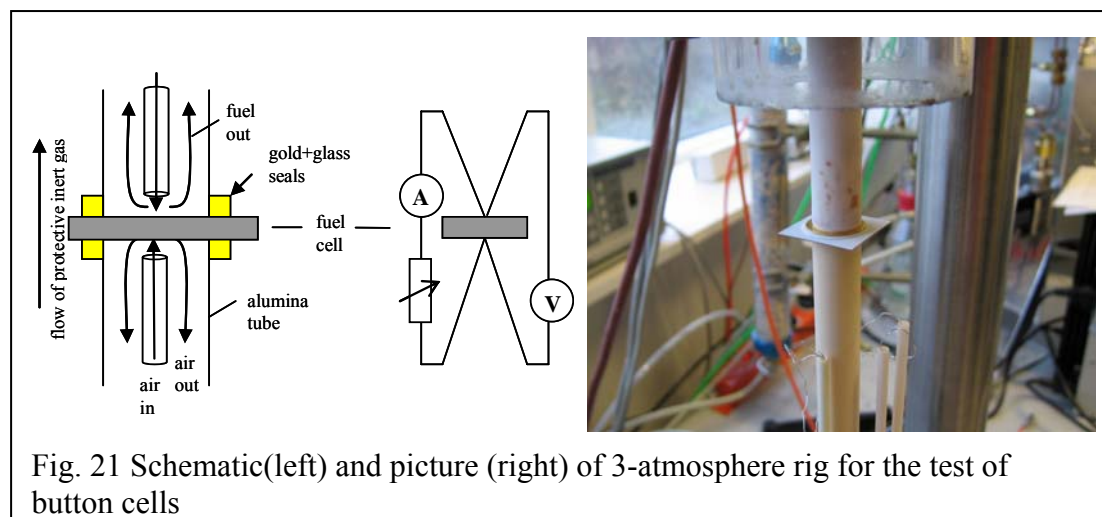 flow of protective inert gas
fuel
out
gold+glass
seals
fuel
cell
alumina
tube
air
out
air
in
A
V
Fig. 21 Schematic(left) and picture (right) of 3-atmosphere rig for the test of
button cells